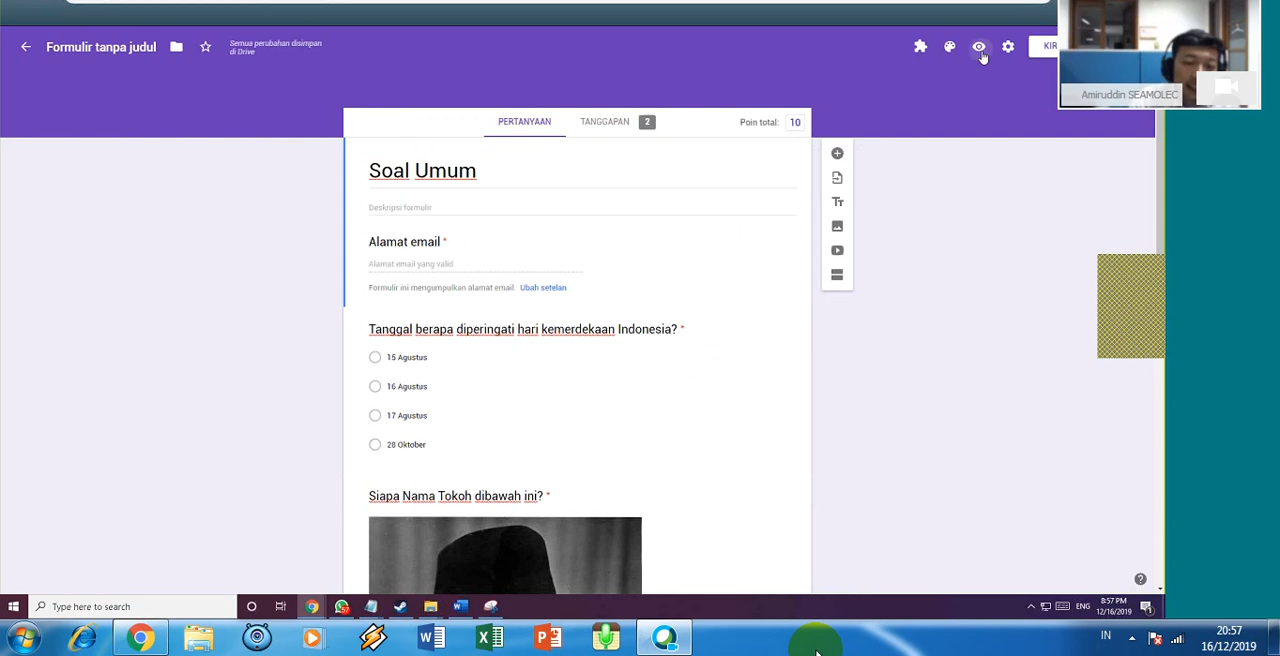 Formulir tanpa judul
Semua perubahan disimpan
di Drive
KIR
Amiruddin SEAMOLEC
PERTANYAAN
TANGGAPAN
2
Poin total:
10
Soal Umum
Deskripsi formulir
Alamat email *
Alamat email yang valid
Formulir ini mengumpulkan alamat email. Ubah setelan
Tanggal berapa diperingati hari kemerdekaan Indonesia? *
15 Agustus
16 Agustus
17 Agustus
28 Oktober
Siapa Nama Tokoh dibawah ini? *
Type here to search
ENG
8:57 PM
12/16/2019
IN
20:57
16/12/2019